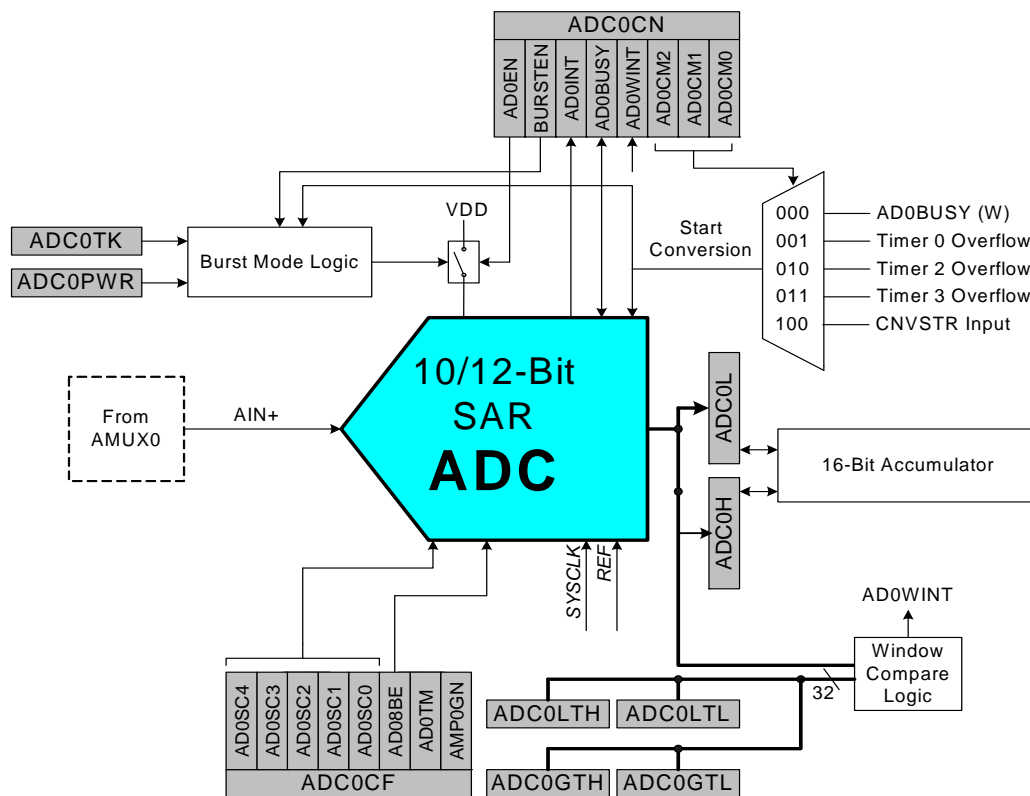 ADC0CN
AD0EN
BURSTEN
AD0INT
AD0BUSY
AD0WINT
AD0CM2
AD0CM1
AD0CM0
VDD
Start
Conversion
000
AD0BUSY (W)
001
Timer 0 Overflow
010
Timer 2 Overflow
011
Timer 3 Overflow
100
CNVSTR Input
ADC0TK
ADC0PWR
Burst Mode Logic
From
AMUX0
AIN+
10/12-Bit
SAR
ADC
ADC0L
ADC0H
16-Bit Accumulator
SYSCLK
REF
AD0WINT
Window
Compare
Logic
32
AD0SC4
AD0SC3
AD0SC2
AD0SC1
AD0SC0
AD08BE
AD0TM
AMP0GN
ADC0CF
ADC0LTH
ADC0LTL
ADC0GTH
ADC0GTL